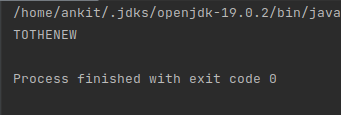 /home/ankit/.jdks/openjdk-19.0.2/bin/java
TOTHENEW
Process finished with exit code 0